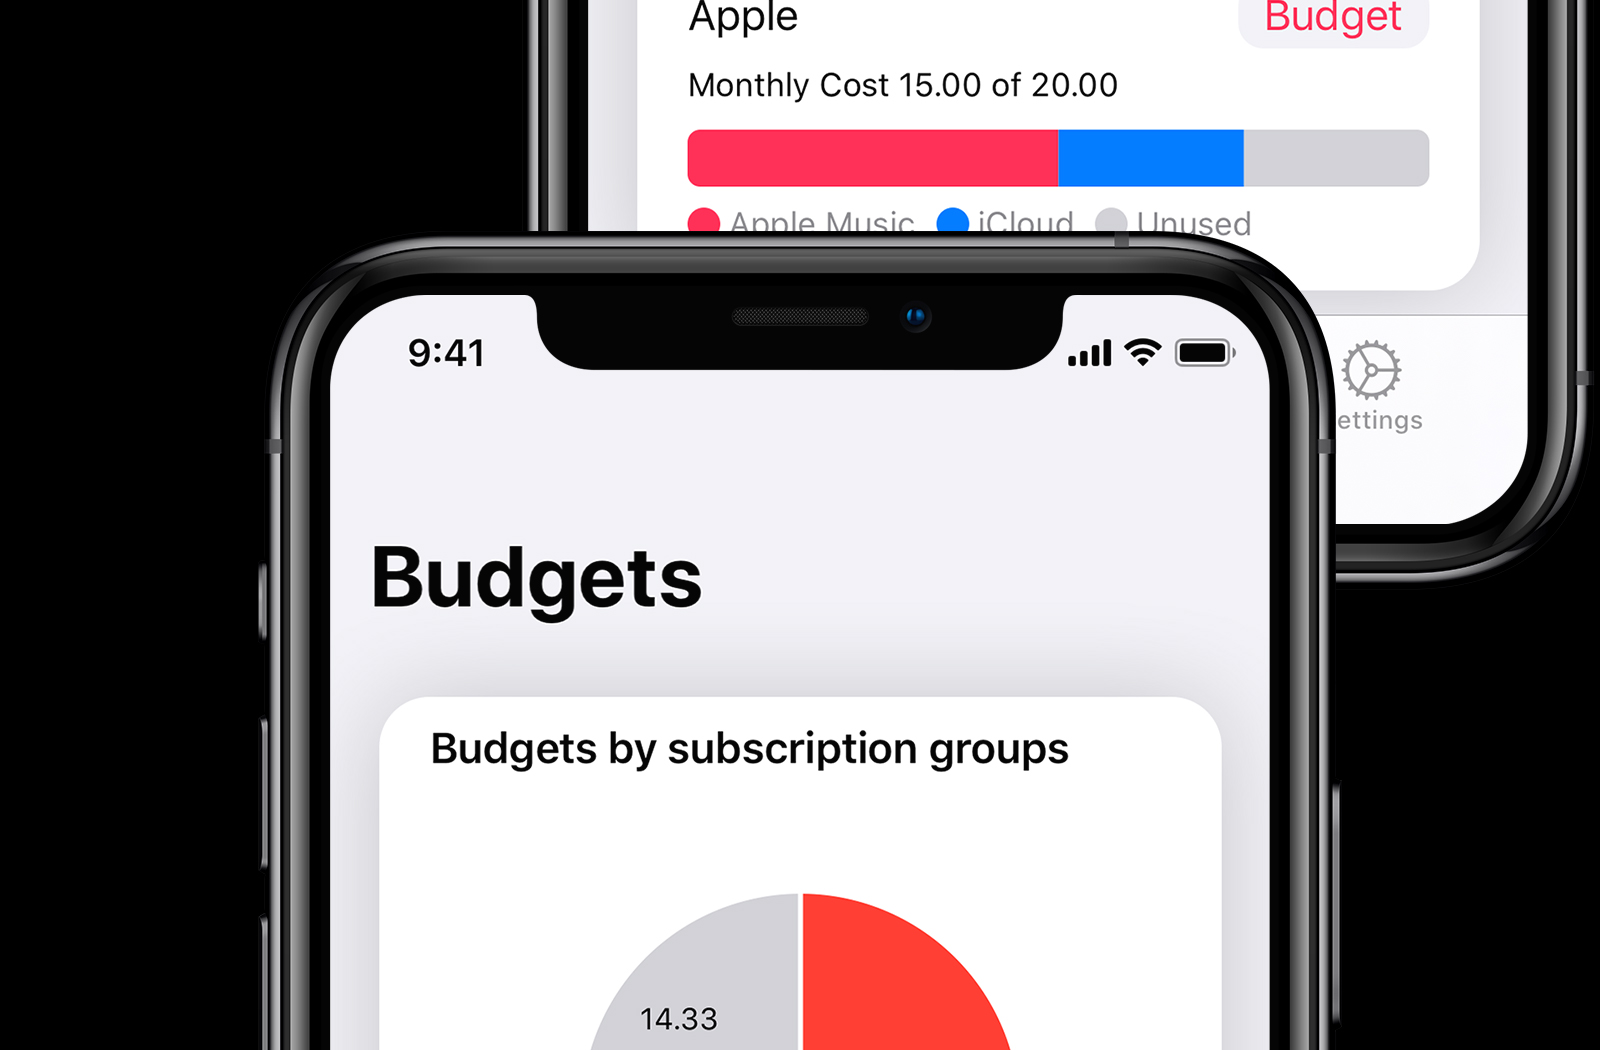 Apple
Budget
Monthly Cost 15.00 of 20.00
Apple Music iCloud Unused
ettings
9:41
Budgets
Budgets by subscription groups
14.33